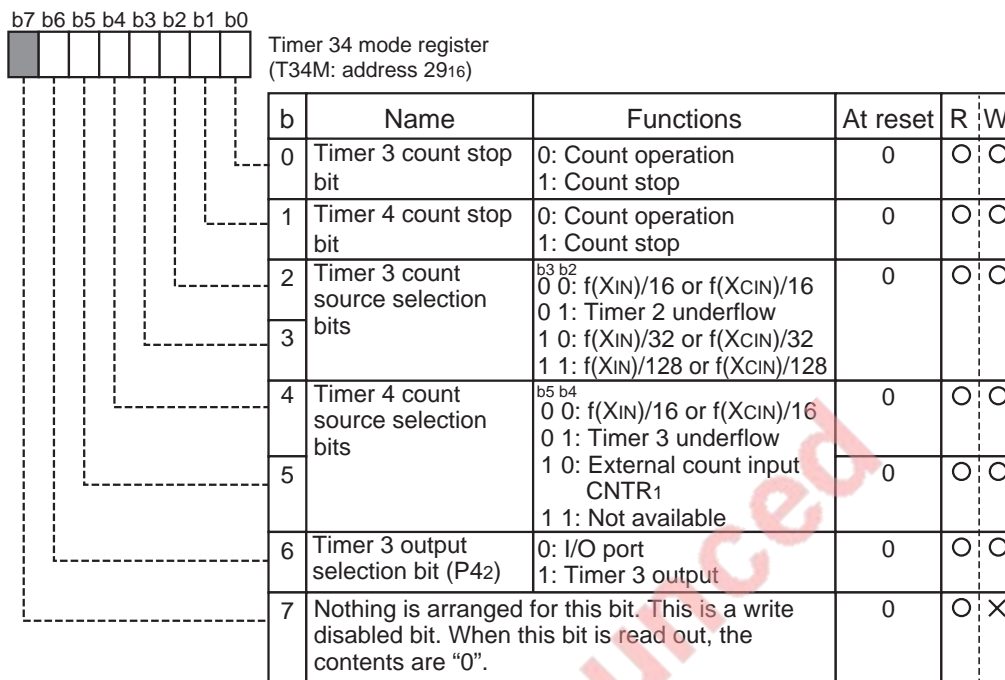 b7 b6 b5 b4 b3 b2 b1 b0
Timer 34 mode register
(T34M: address 2916)
b Name Functions At reset R W
0 Timer 3 count stop bit 0: Count operation 0 O O
1: Count stop
1 Timer 4 count stop bit 0: Count operation 0 O O
1: Count stop
2 Timer 3 count source selection bits b3 b2 0 O O
0 0: f(XIN)/16 or f(XCIN)/16
0 1: Timer 2 underflow
3 1 0: f(XIN)/32 or f(XCIN)/32
1 1: f(XIN)/128 or f(XCIN)/128
4 Timer 4 count source selection bits b5 b4 0 O O
0 0: f(XIN)/16 or f(XCIN)/16
0 1: Timer 3 underflow
5 1 0: External count input 0 O O
CNTR1
1 1: Not available
6 Timer 3 output selection bit (P42) 0: I/O port 0 O O
1: Timer 3 output
7 Nothing is arranged for this bit. This is a write 0 O X
disabled bit. When this bit is read out, the
contents are “0”.